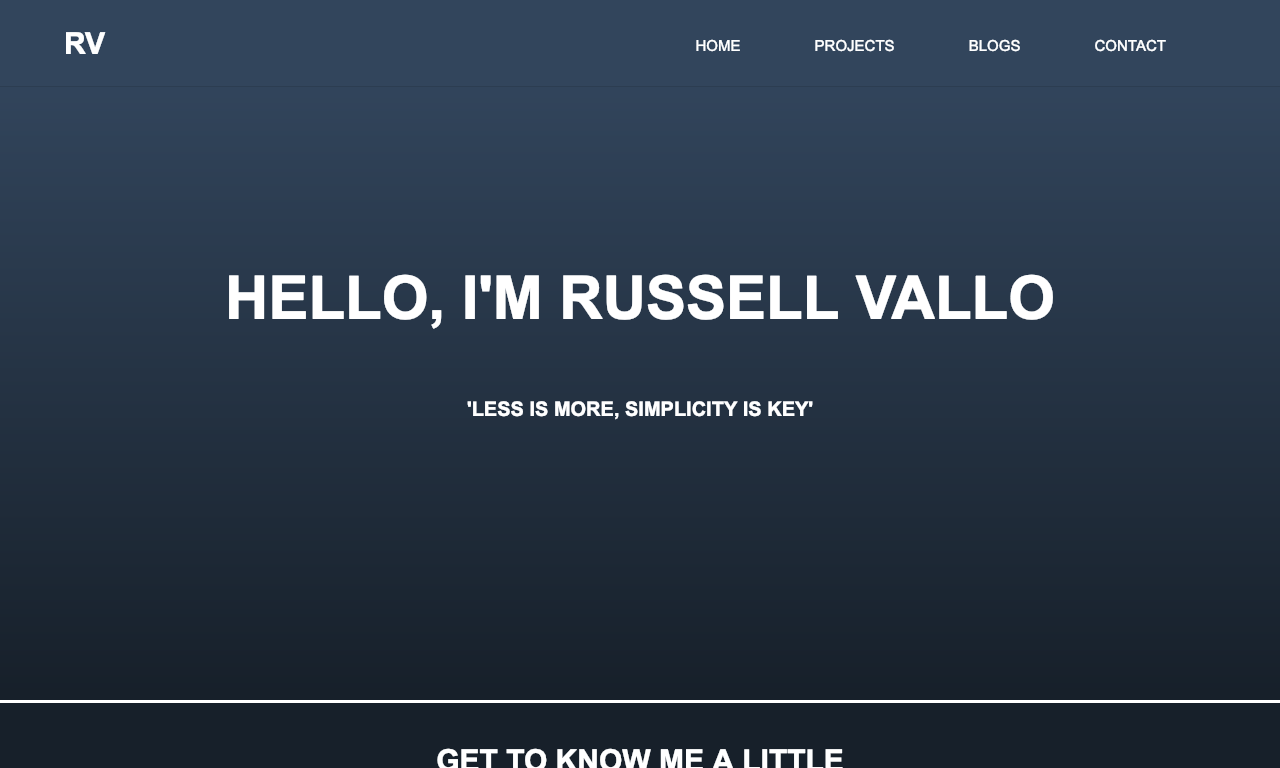 RV
HOME PROJECTS BLOGS CONTACT
HELLO, I'M RUSSELL VALLO
'LESS IS MORE, SIMPLICITY IS KEY'
GET TO KNOW ME A LITTLE